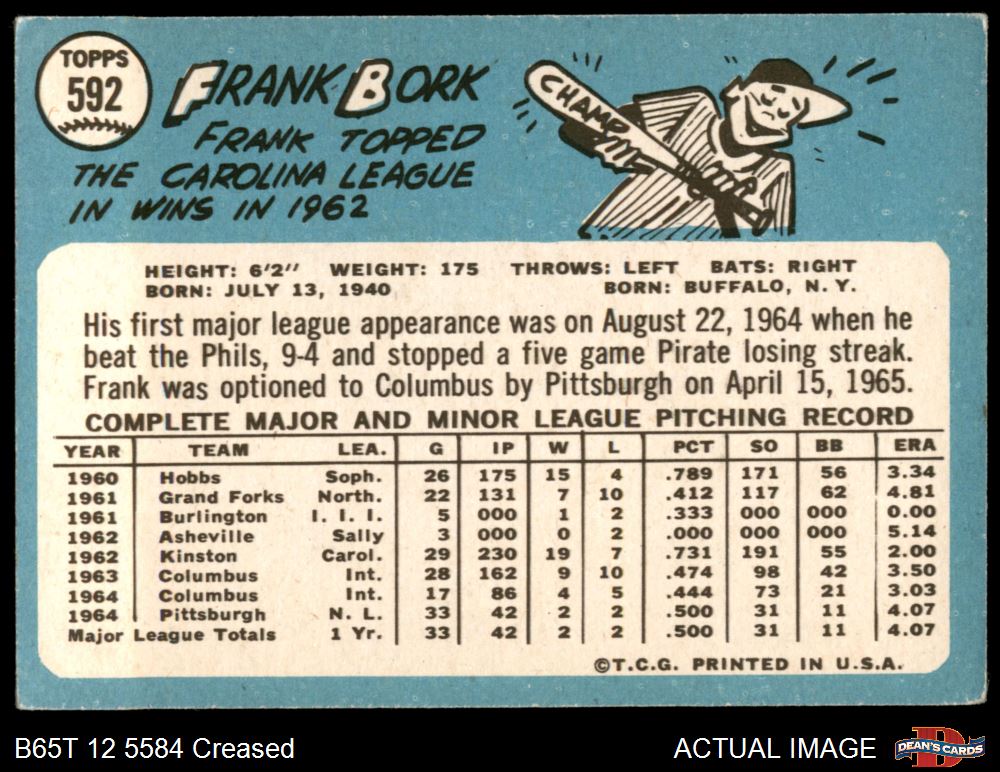 TOPPS
592
FRANK BORK
FRANK TOPPED
THE CAROLINA LEAGUE
IN WINS IN 1962
CHAMP
HEIGHT: 6'2" WEIGHT: 175 THROWS: LEFT BATS: RIGHT
BORN: JULY 13, 1940 BORN: BUFFALO, N. Y.
His first major league appearance was on August 22, 1964 when he
beat the Phils, 9-4 and stopped a five game Pirate losing streak.
Frank was optioned to Columbus by Pittsburgh on April 15, 1965.
COMPLETE MAJOR AND MINOR LEAGUE PITCHING RECORD
YEAR TEAM LEA. G IP W L PCT SO BB ERA
1960 Hobbs Soph. 26 175 15 4 .789 171 56 3.34
1961 Grand Forks North. 22 131 7 10 .412 117 62 4.81
1961 Burlington I. I. I. 5 000 1 2 .333 000 000 0.00
1962 Asheville Sally 3 000 0 2 .000 000 000 5.14
1962 Kinston Carol. 29 230 19 7 .731 191 55 2.00
1963 Columbus Int. 28 162 9 10 .474 98 42 3.50
1964 Columbus Int. 17 86 4 5 .444 73 21 3.03
1964 Pittsburgh N. L. 33 42 2 2 .500 31 11 4.07
Major League Totals 1 Yr. 33 42 2 2 .500 31 11 4.07
©T.C.G. PRINTED IN U.S.A.
B65T 12 5584 Creased ACTUAL IMAGE
D
DEAN'S CARDS